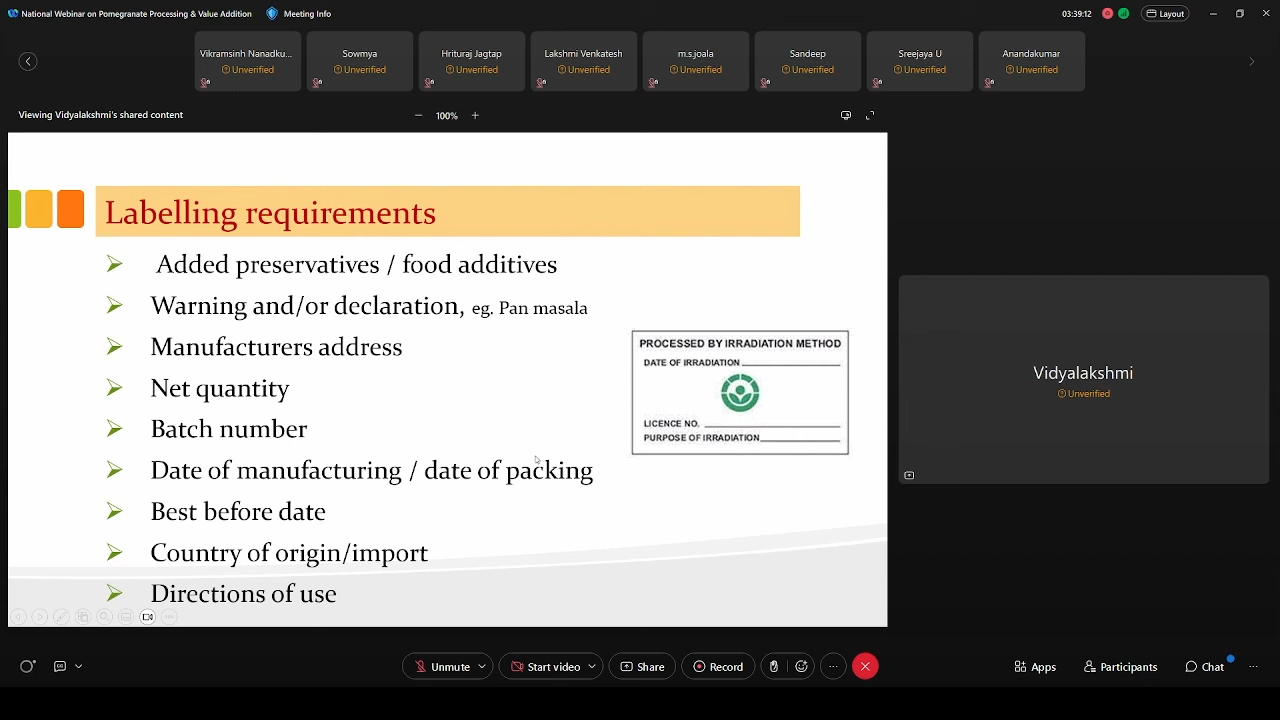 National Webinar on Pomegranate Processing & Value Addition
Meeting Info
03:39:12
Layout
Vikramsinh Nanadku...
Unverified
Sowmya
Unverified
Hrituraj Jagtap
Unverified
Lakshmi Venkatesh
Unverified
m.s.joala
Unverified
Sandeep
Unverified
Sreejaya U
Unverified
Anandakumar
Unverified
Viewing Vidyalakshmi's shared content
100%
Labelling requirements
Added preservatives / food additives
Warning and/or declaration, eg. Pan masala
Manufacturers address
Net quantity
Batch number
Date of manufacturing / date of packing
Best before date
Country of origin/import
Directions of use
PROCESSED BY IRRADIATION METHOD
DATE OF IRRADIATION
LICENCE NO.
PURPOSE OF IRRADIATION
Vidyalakshmi
Unverified
Unmute
Start video
Share
Record
Apps
Participants
Chat